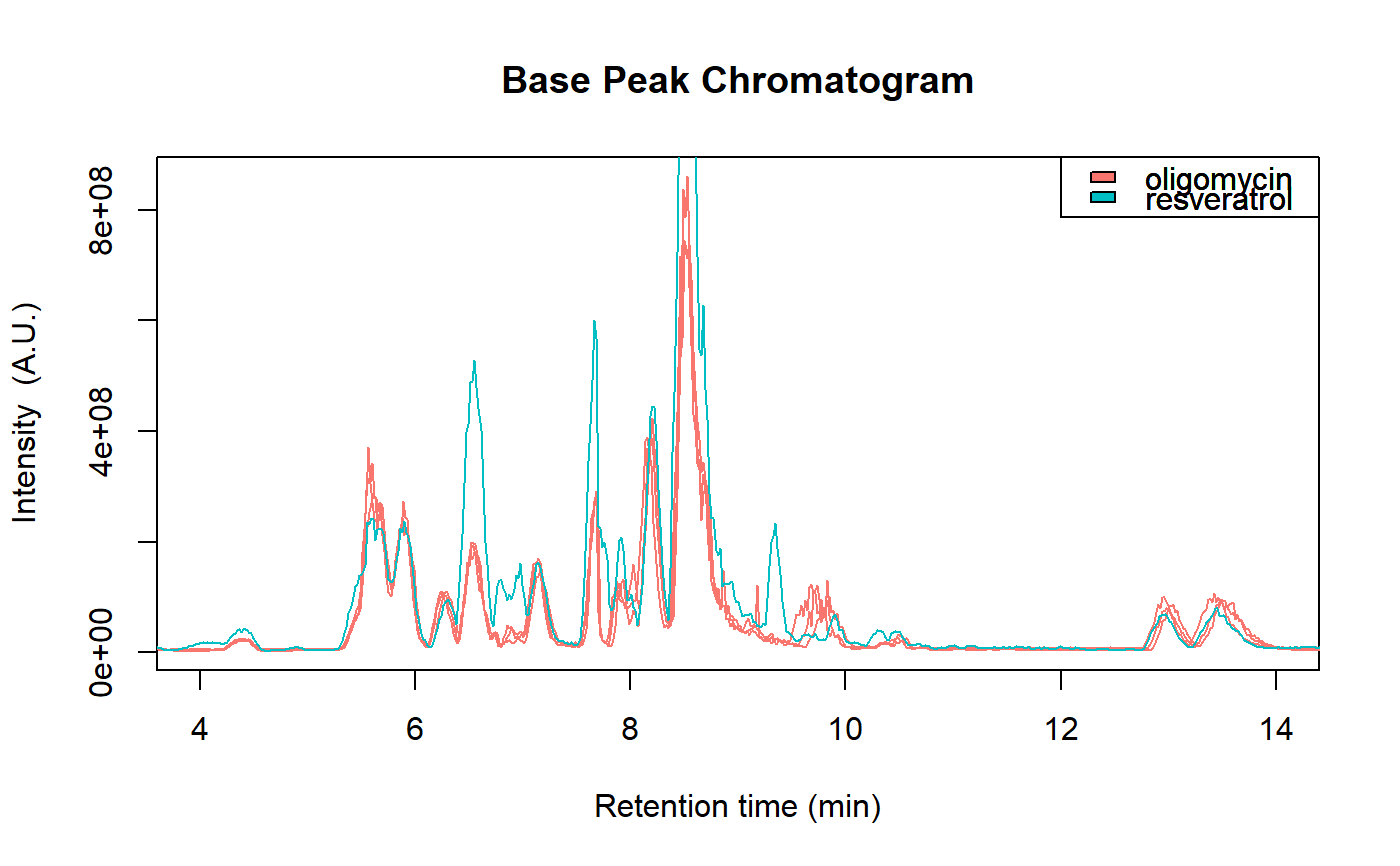 Base Peak Chromatogram
oligomycin
resveratrol
8e+08
4e+08
0e+00
Intensity (A.U.)
4 6 8 10 12 14
Retention time (min)